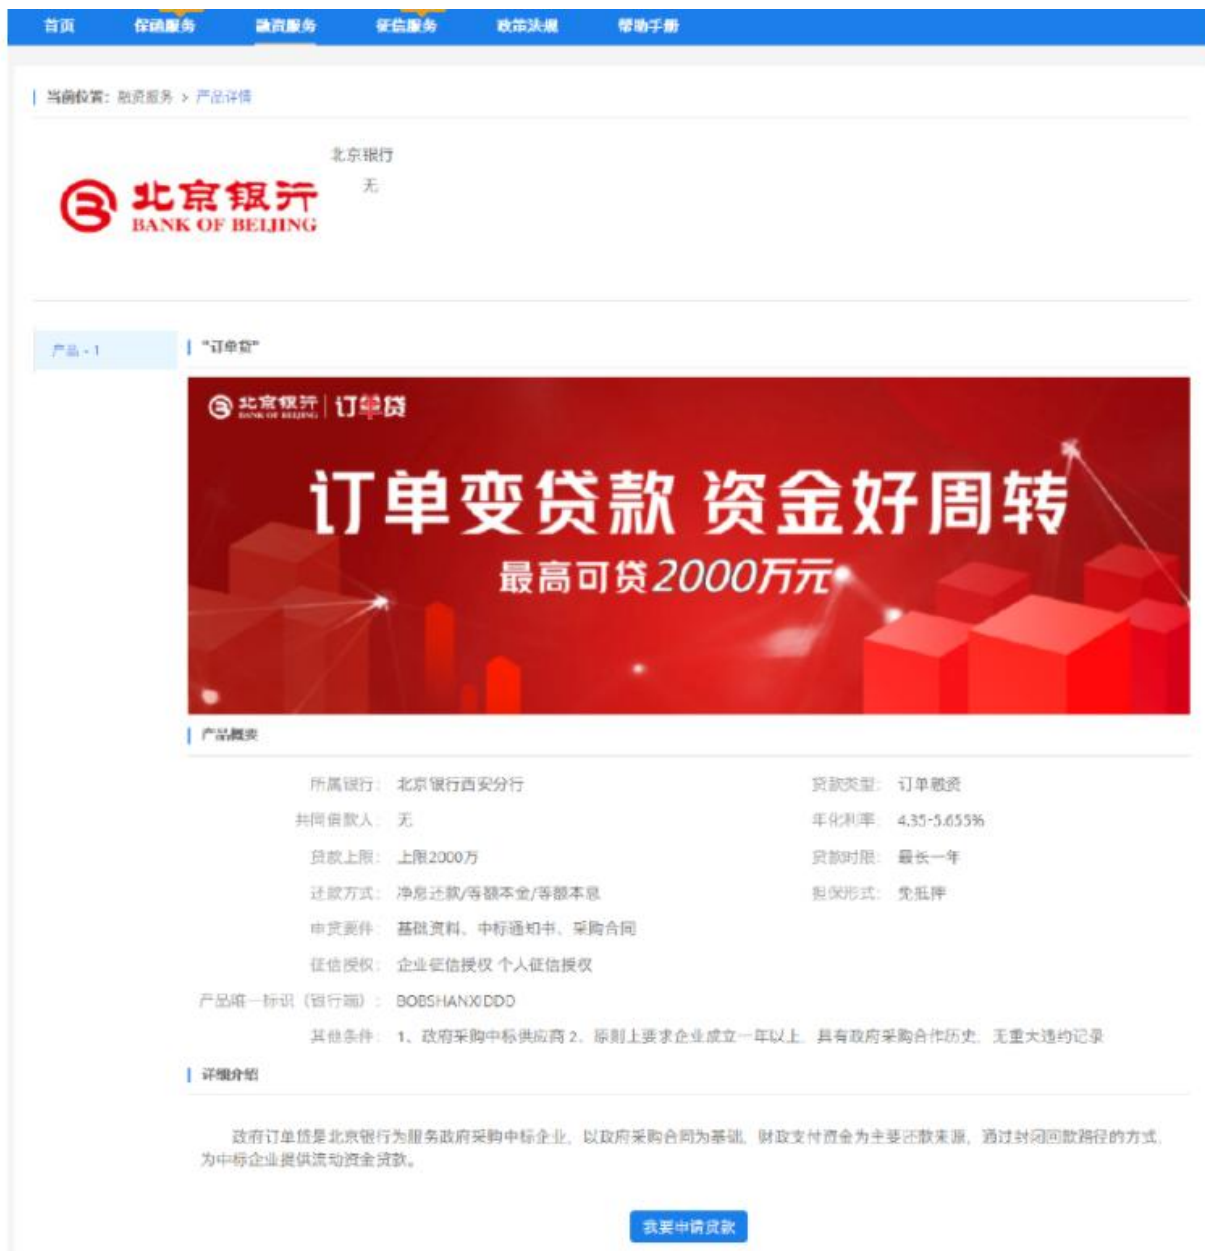 首页 保函服务 融资服务 征信服务 政策法规 帮助手册
当前位置：融资服务 > 产品详情
北京银行
无
北京银行
BANK OF BEIJING
产品 - 1
"订单贷"
北京银行 BANK OF BEIJING | 订单贷
订单变贷款 资金好周转
最高可贷2000万元
产品概要
所属银行： 北京银行西安分行 贷款类型： 订单融资
共同借款人： 无 年化利率： 4.35-5.655%
贷款上限： 上限2000万 贷款时限： 最长一年
还款方式： 净息还款/等额本金/等额本息 担保形式： 免抵押
申贷要件： 基础资料、中标通知书、采购合同
征信授权： 企业征信授权 个人征信授权
产品唯一标识（银行端）： BOBSHANXIDDD
其他条件： 1、政府采购中标供应商 2、原则上要求企业成立一年以上，具有政府采购合作历史，无重大违约记录
详细介绍
政府订单贷是北京银行为服务政府采购中标企业，以政府采购合同为基础，财政支付资金为主要还款来源，通过封闭回款路径的方式，
为中标企业提供流动资金贷款。
我要申请贷款